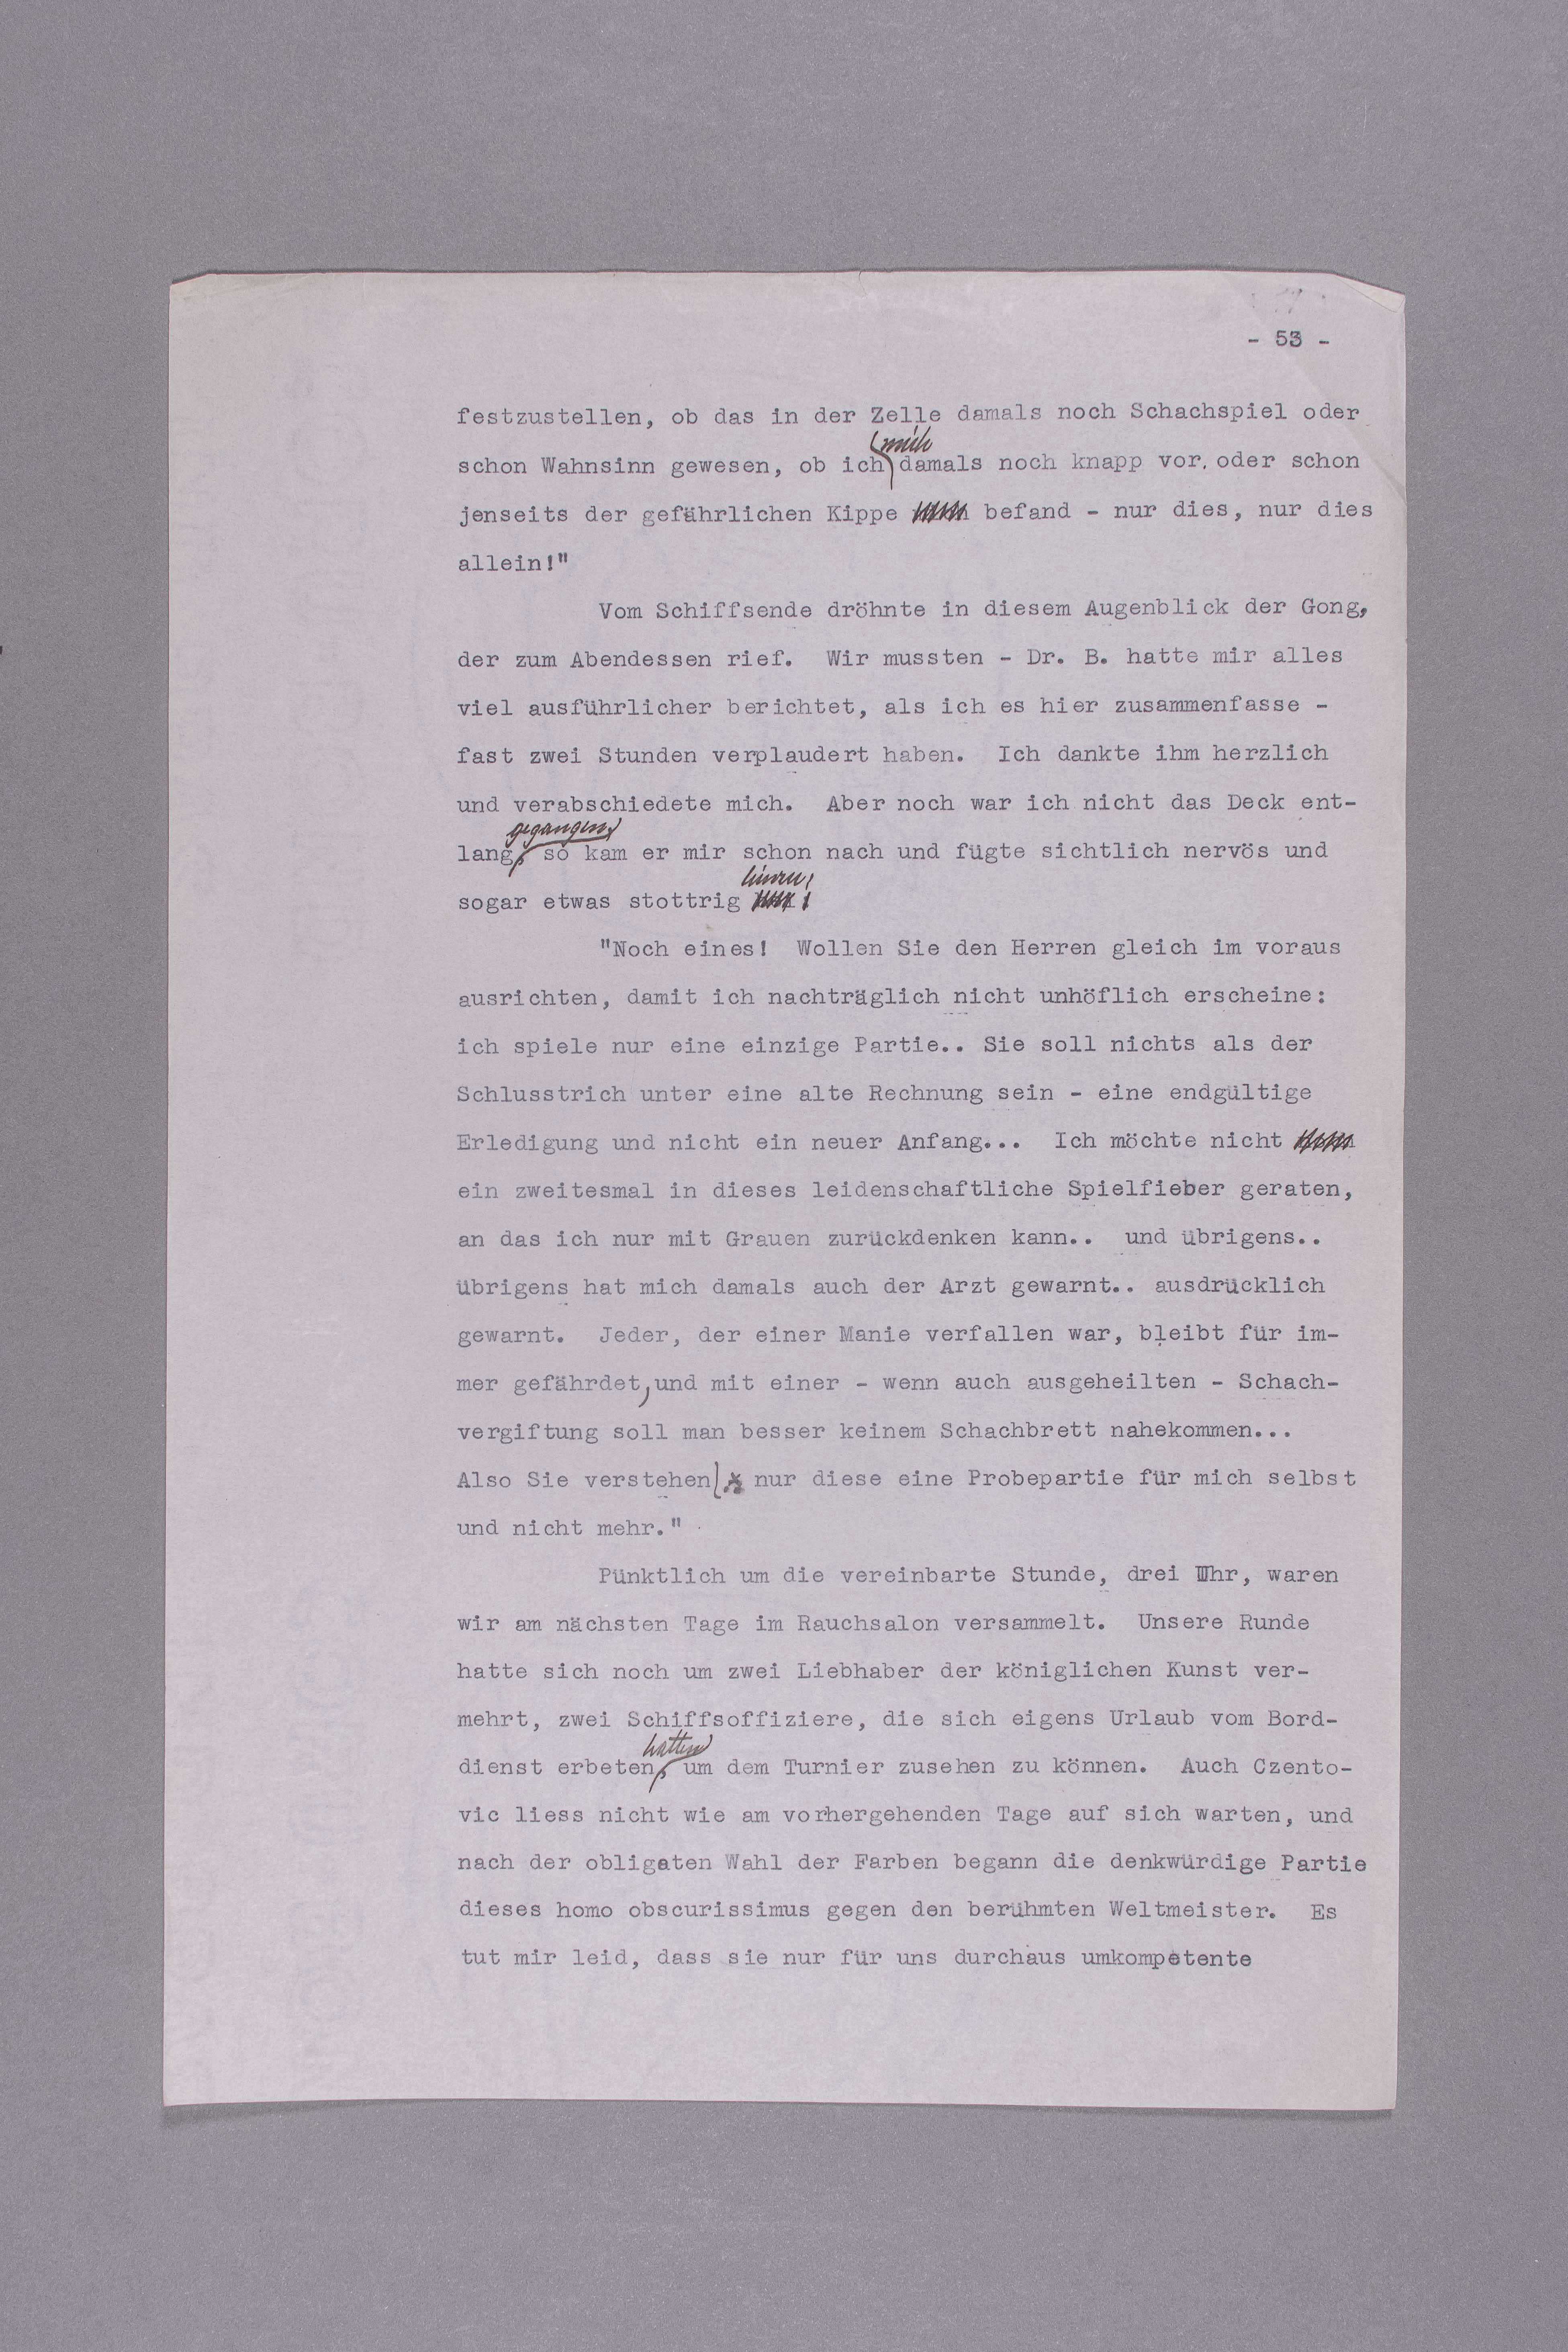 - 53 -
festzustellen, ob das in der Zelle damals noch Schachspiel oder
mich
schon Wahnsinn gewesen, ob ich damals noch knapp vor. oder schon
jenseits der gefährlichen Kippe befand - nur dies, nur dies
allein!"
Vom Schiffsende dröhnte in diesem Augenblick der Gong,
der zum Abendessen rief. Wir mussten - Dr. B. hatte mir alles
viel ausführlicher berichtet, als ich es hier zusammenfasse -
fast zwei Stunden verplaudert haben. Ich dankte ihm herzlich
und verabschiedete mich. Aber noch war ich nicht das Deck ent-
gegangen,
lang, so kam er mir schon nach und fügte sichtlich nervös und
hinzu:
sogar etwas stottrig
"Noch eines! Wollen Sie den Herren gleich im voraus
ausrichten, damit ich nachträglich nicht unhöflich erscheine:
ich spiele nur eine einzige Partie.. Sie soll nichts als der
Schlusstrich unter eine alte Rechnung sein - eine endgültige
Erledigung und nicht ein neuer Anfang... Ich möchte nicht
ein zweitesmal in dieses leidenschaftliche Spielfieber geraten,
an das ich nur mit Grauen zurückdenken kann.. und übrigens..
übrigens hat mich damals auch der Arzt gewarnt.. ausdrücklich
gewarnt. Jeder, der einer Manie verfallen war, bleibt für im-
mer gefährdet, und mit einer - wenn auch ausgeheilten - Schach-
vergiftung soll man besser keinem Schachbrett nahekommen...
Also Sie verstehen nur diese eine Probepartie für mich selbst
und nicht mehr."
Pünktlich um die vereinbarte Stunde, drei Uhr, waren
wir am nächsten Tage im Rauchsalon versammelt. Unsere Runde
hatte sich noch um zwei Liebhaber der königlichen Kunst ver-
mehrt, zwei Schiffsoffiziere, die sich eigens Urlaub vom Bord-
hatten
dienst erbeten, um dem Turnier zusehen zu können. Auch Czento-
vic liess nicht wie am vorhergehenden Tage auf sich warten, und
nach der obligaten Wahl der Farben begann die denkwürdige Partie
dieses homo obscurissimus gegen den berühmten Weltmeister. Es
tut mir leid, dass sie nur für uns durchaus umkompetente